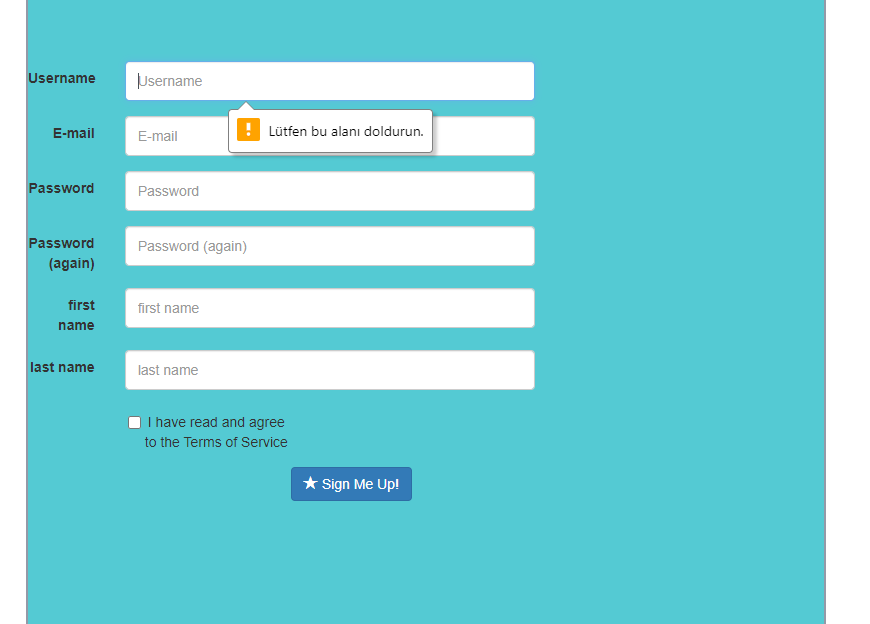 Username
Username
Lütfen bu alanı doldurun.
E-mail
E-mail
Password
Password
Password
(again)
Password (again)
first
name
first name
last name
last name
I have read and agree
to the Terms of Service
Sign Me Up!